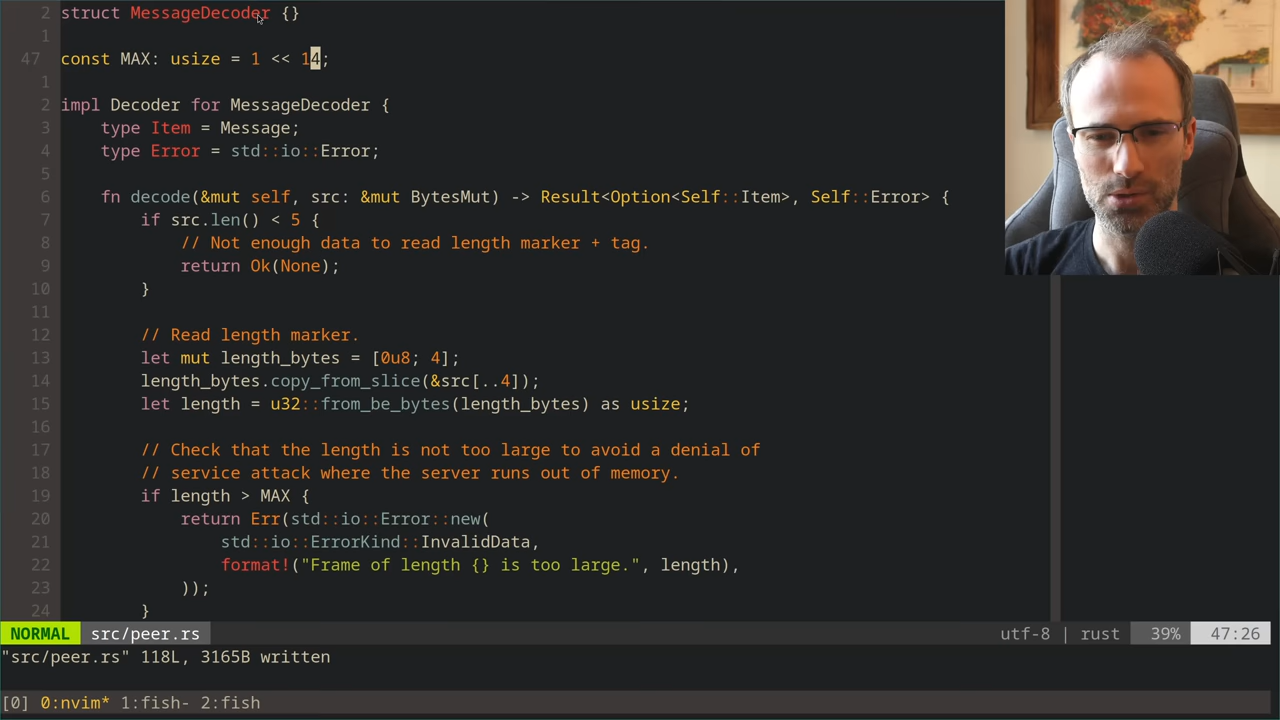 2 struct MessageDecoder {}
1
47 const MAX: usize = 1 << 14;
1
2 impl Decoder for MessageDecoder {
3 type Item = Message;
4 type Error = std::io::Error;
5
6 fn decode(&mut self, src: &mut BytesMut) -> Result<Option<Self::Item>, Self::Error> {
7 if src.len() < 5 {
8 // Not enough data to read length marker + tag.
9 return Ok(None);
10 }
11
12 // Read length marker.
13 let mut length_bytes = [0u8; 4];
14 length_bytes.copy_from_slice(&src[..4]);
15 let length = u32::from_be_bytes(length_bytes) as usize;
16
17 // Check that the length is not too large to avoid a denial of
18 // service attack where the server runs out of memory.
19 if length > MAX {
20 return Err(std::io::Error::new(
21 std::io::ErrorKind::InvalidData,
22 format!("Frame of length {} is too large.", length),
23 ));
24 }
NORMAL src/peer.rs utf-8 | rust 39% 47:26
"src/peer.rs" 118L, 3165B written
[0] 0:nvim* 1:fish- 2:fish